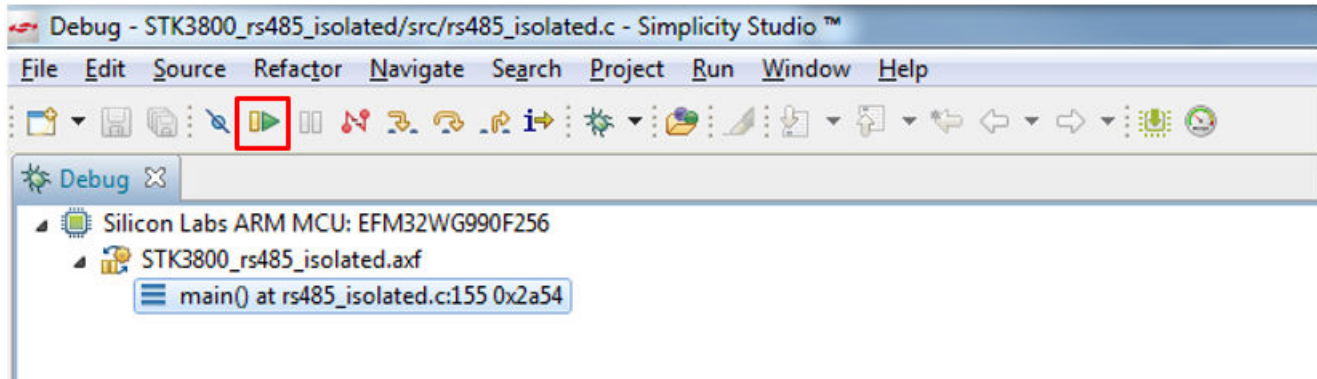 Debug - STK3800_rs485_isolated/src/rs485_isolated.c - Simplicity Studio ™
File Edit Source Refactor Navigate Search Project Run Window Help
Debug
Silicon Labs ARM MCU: EFM32WG990F256
STK3800_rs485_isolated.axf
main() at rs485_isolated.c:155 0x2a54